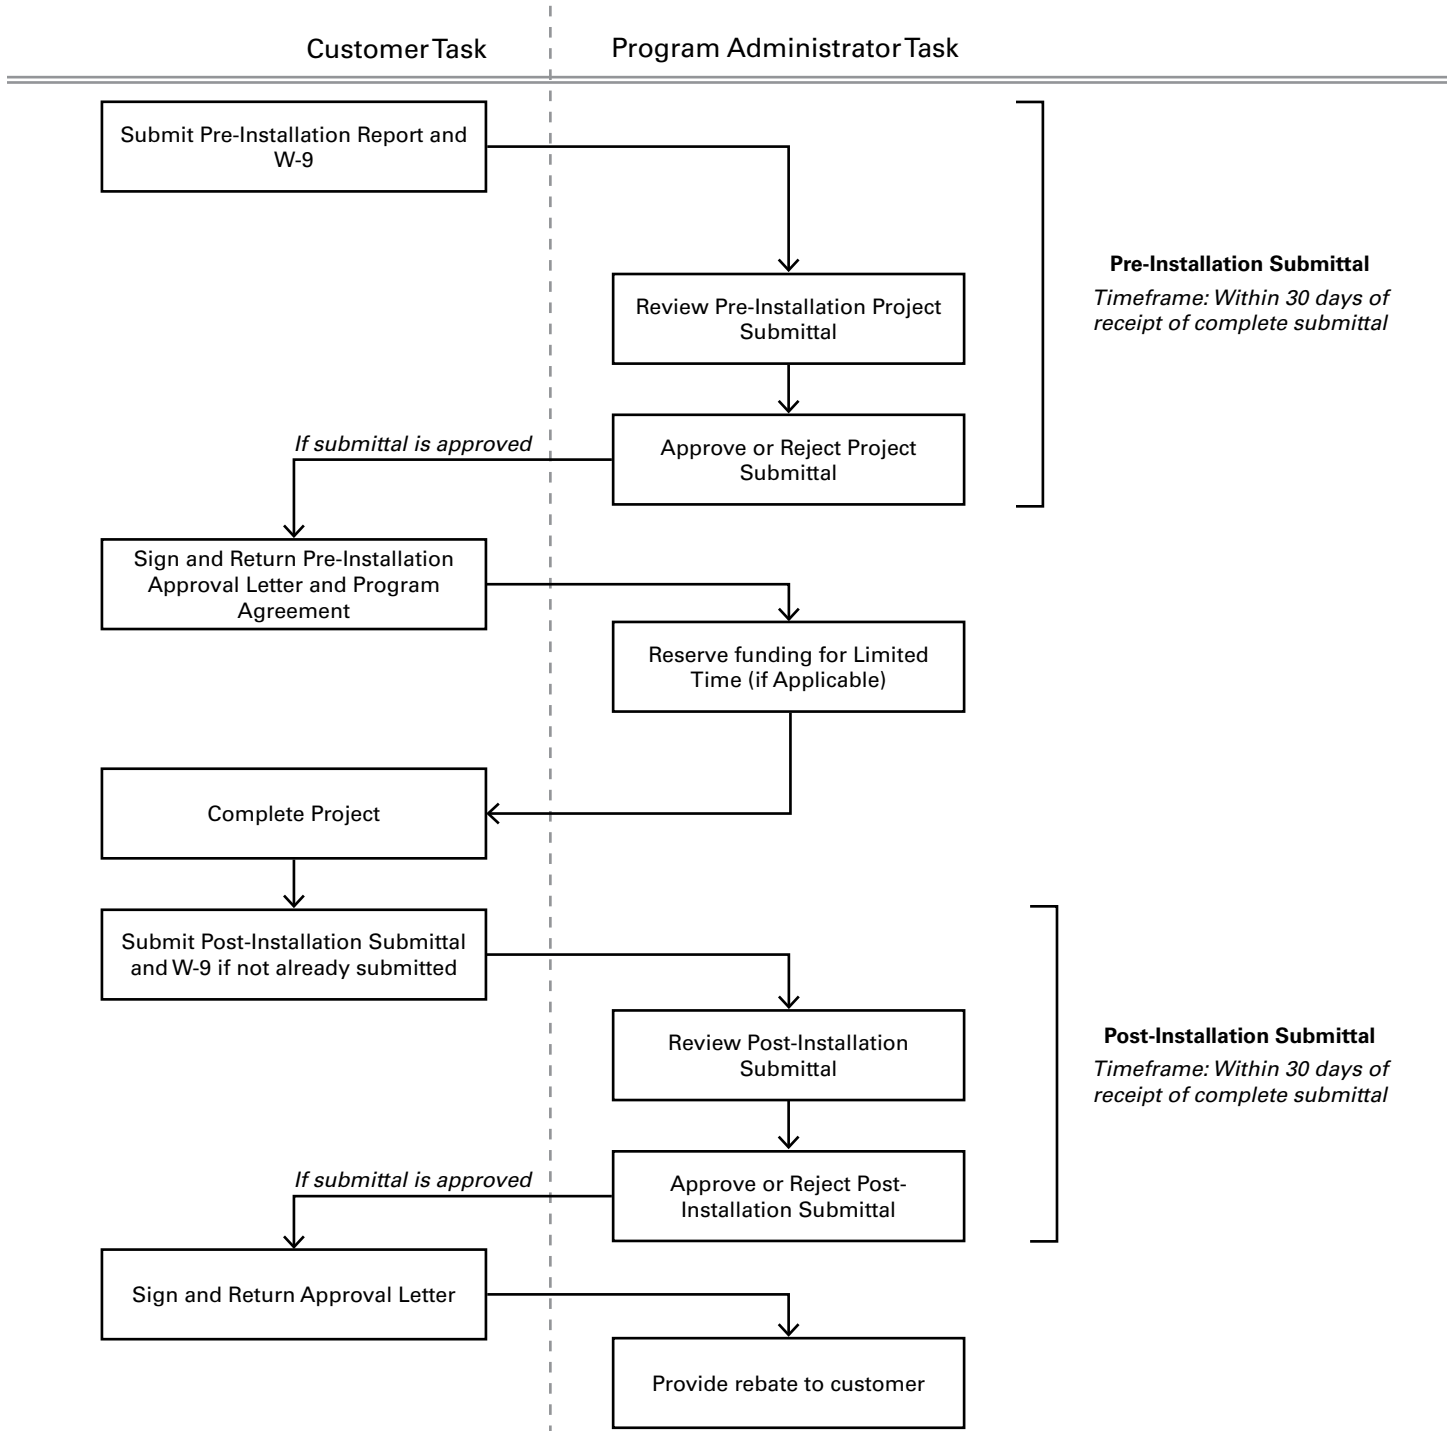 Customer Task
Program Administrator Task
Submit Pre-Installation Report and
W-9
Pre-Installation Submittal
Timeframe: Within 30 days of
receipt of complete submittal
Review Pre-Installation Project
Submittal
If submittal is approved
Approve or Reject Project
Submittal
Sign and Return Pre-Installation
Approval Letter and Program
Agreement
Reserve funding for Limited
Time (if Applicable)
Complete Project
Submit Post-Installation Submittal
and W-9 if not already submitted
Review Post-Installation
Submittal
Post-Installation Submittal
Timeframe: Within 30 days of
receipt of complete submittal
If submittal is approved
Approve or Reject Post-
Installation Submittal
Sign and Return Approval Letter
Provide rebate to customer